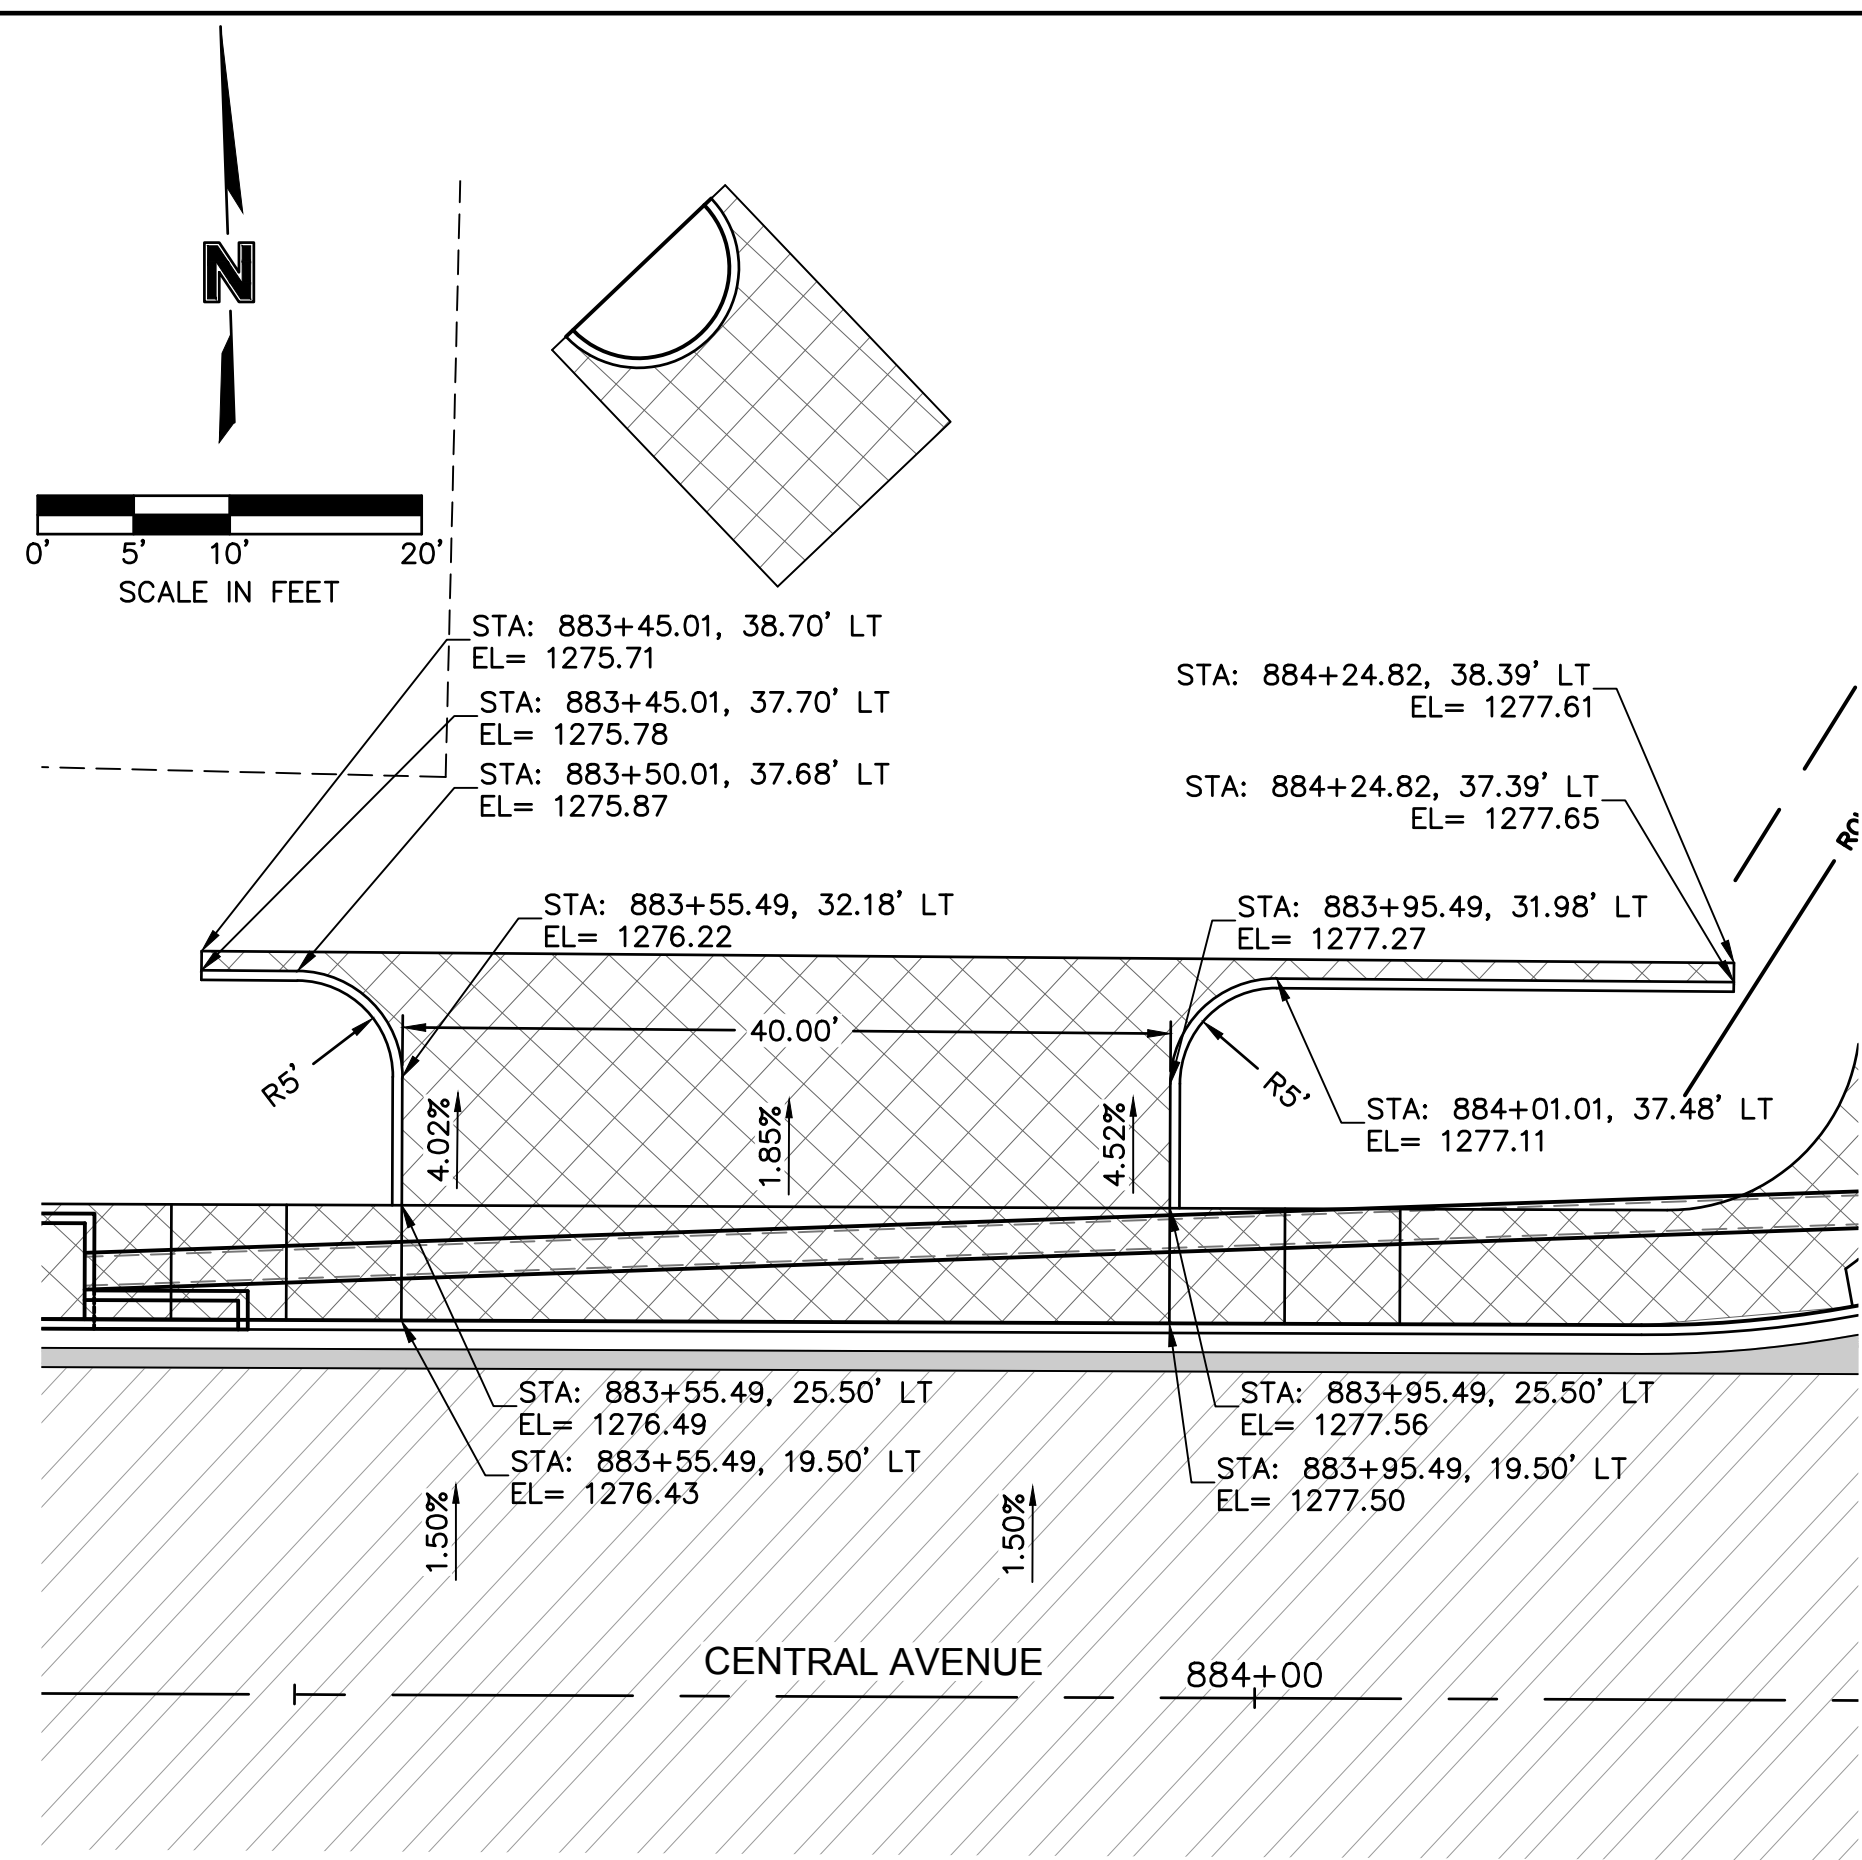 N
0' 5' 10' 20'
SCALE IN FEET
STA: 883+45.01, 38.70' LT
EL= 1275.71
STA: 883+45.01, 37.70' LT
EL= 1275.78
STA: 883+50.01, 37.68' LT
EL= 1275.87
STA: 884+24.82, 38.39' LT
EL= 1277.61
STA: 884+24.82, 37.39' LT
EL= 1277.65
STA: 883+55.49, 32.18' LT
EL= 1276.22
STA: 883+95.49, 31.98' LT
EL= 1277.27
40.00'
R5'
R5'
4.02%
1.85%
4.52%
STA: 884+01.01, 37.48' LT
EL= 1277.11
STA: 883+55.49, 25.50' LT
EL= 1276.49
STA: 883+55.49, 19.50' LT
EL= 1276.43
STA: 883+95.49, 25.50' LT
EL= 1277.56
STA: 883+95.49, 19.50' LT
EL= 1277.50
1.50%
1.50%
CENTRAL AVENUE
884+00